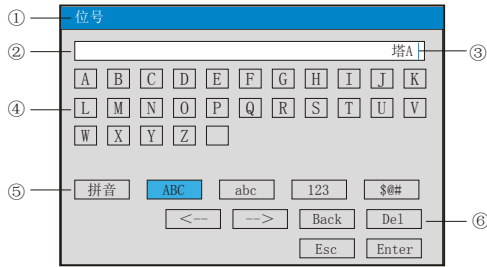 ① 位号
② 塔A ③
A B C D E F G H I J K
④ L M N O P Q R S T U V
W X Y Z
⑤ 拼音 ABC abc 123 $@#
<-- --> Back Del ⑥
Esc Enter